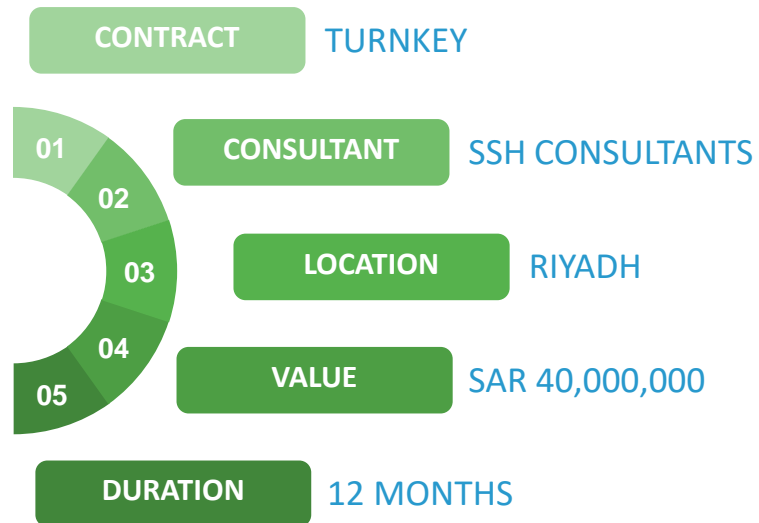 CONTRACT TURNKEY
01
CONSULTANT SSH CONSULTANTS
02
LOCATION RIYADH
03
04
VALUE SAR 40,000,000
05
DURATION 12 MONTHS